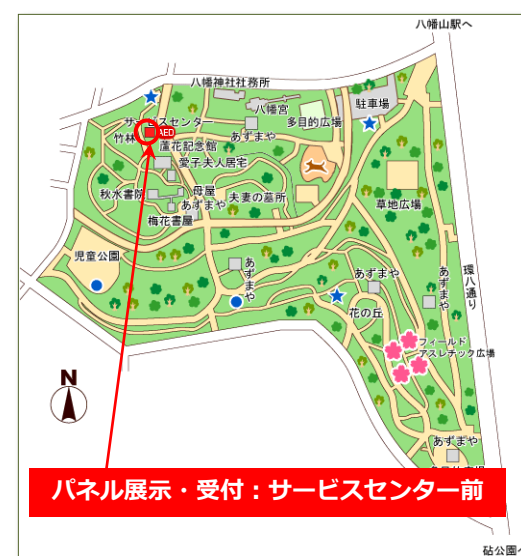 八幡山駅へ
八幡神社社務所
八幡宮
駐車場
サービスセンター
AED
多目的広場
竹林
あずまや
蘆花記念館
愛子夫人居宅
秋水書院
母屋
夫妻の墓所
あずまや
草地広場
梅花書屋
児童公園
あずまや
あずまや
あずまや
環八通り
花の丘
フィールド
アスレチック広場
N
あずまや
パネル展示・受付：サービスセンター前
砧公園へ